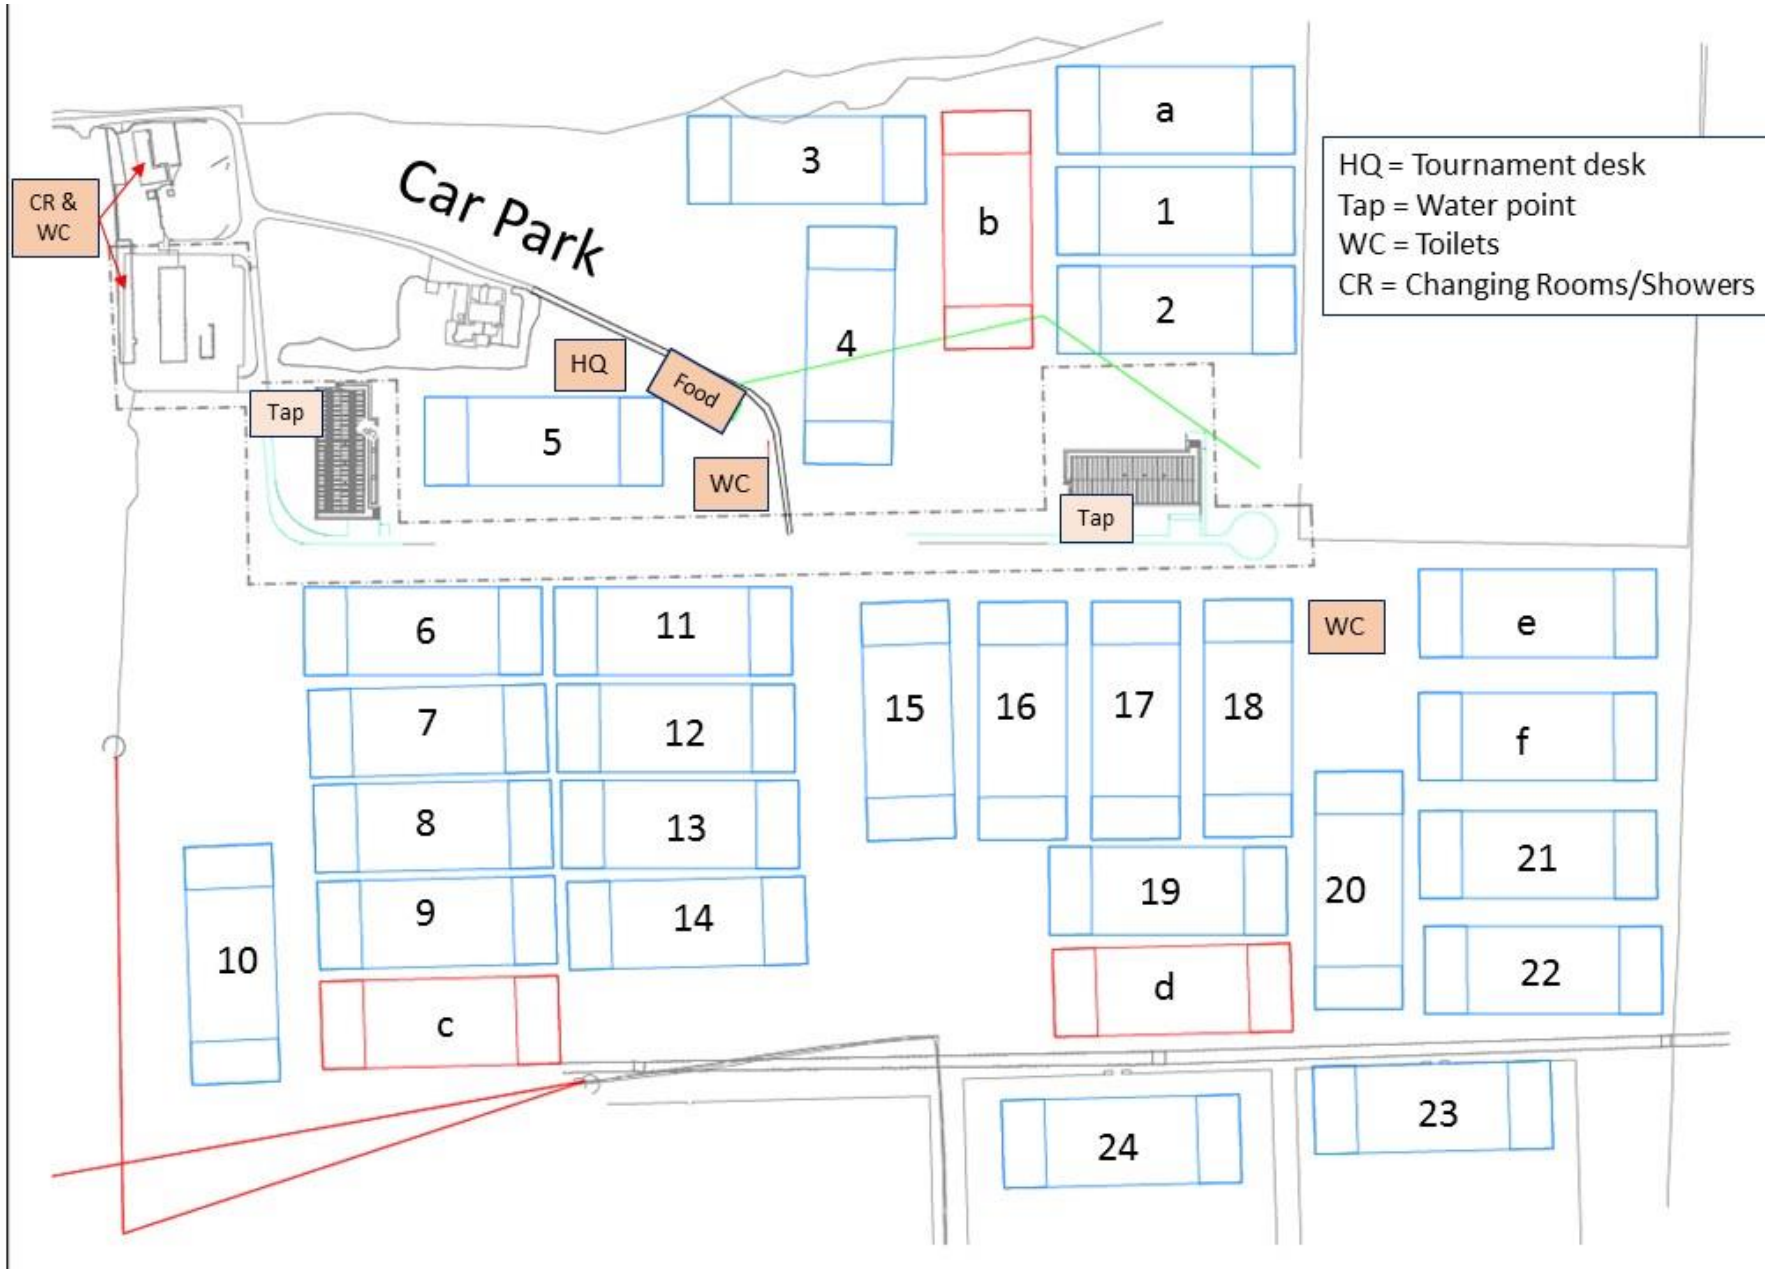 a
3
HQ = Tournament desk
Tap = Water point
WC = Toilets
CR = Changing Rooms/Showers
CR &
WC
Car Park
b
1
2
4
HQ
Food
Tap
5
WC
Tap
6
11
e
WC
7
12
15
16
17
18
f
8
13
21
9
14
19
20
10
c
d
22
24
23